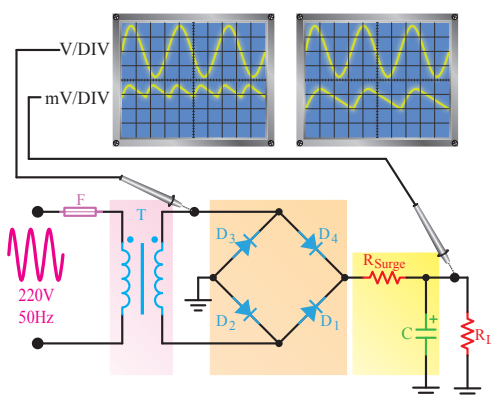 V/DIV
mV/DIV
F
T
220V
50Hz
D3
D4
D2
D1
RSurge
C
+
RL